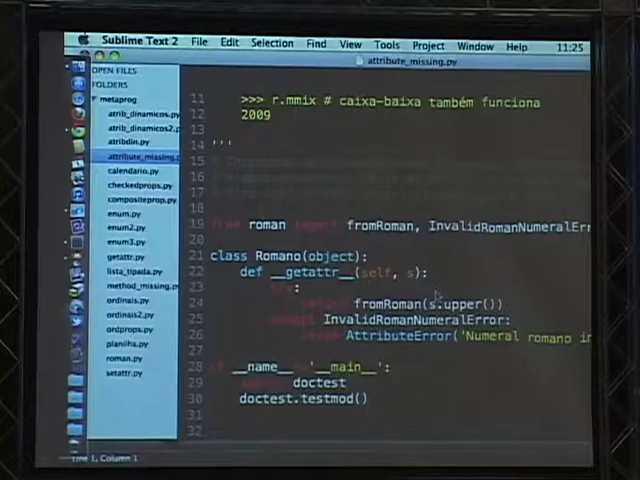 Sublime Text 2 File Edit Selection Find View Tools Project Window Help 11:25
attribute_missing.py
OPEN FILES
FOLDERS
metaprog
atrib_dinamicos.py
atrib_dinamicos2.p
atribdin.py
attribute_missing.p
calendario.py
checkedprops.py
compositeprop.py
enum.py
enum2.py
enum3.py
getattr.py
lista_tipada.py
method_missing.p
ordinais.py
ordinais2.py
ordprops.py
planilha.py
roman.py
setattr.py
11 >>> r.mmix # caixa-baixa também funciona
12 2009
13
14 '''
15
16
17
18
19 from roman import fromRoman, InvalidRomanNumeralErr
20
21 class Romano(object):
22 def __getattr__(self, s):
23 try:
24 return fromRoman(s.upper())
25 except InvalidRomanNumeralError:
26 raise AttributeError('Numeral romano in
27
28 if __name__ == '__main__':
29 import doctest
30 doctest.testmod()
31
32
Line 1, Column 1